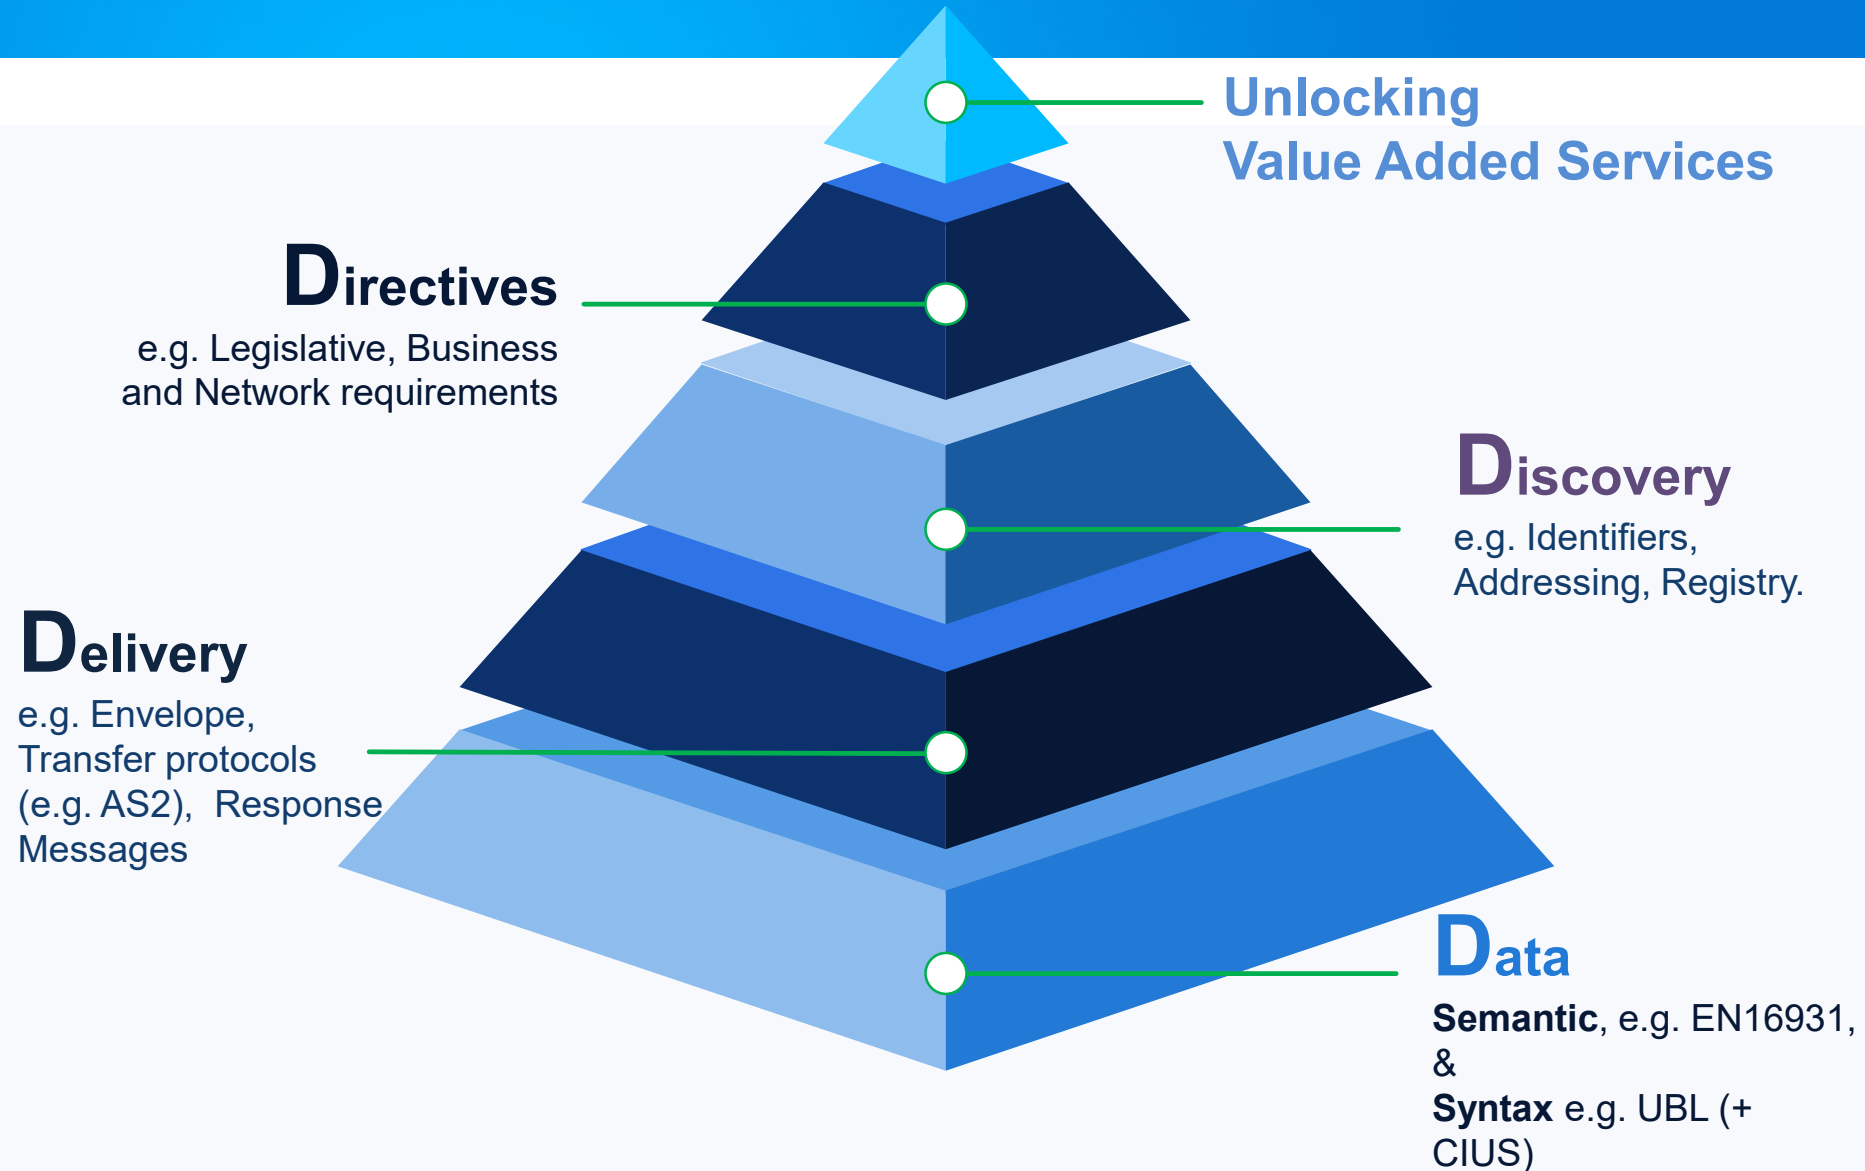 Unlocking
Value Added Services
Directives
e.g. Legislative, Business
and Network requirements
Discovery
e.g. Identifiers,
Addressing, Registry.
Delivery
e.g. Envelope,
Transfer protocols
(e.g. AS2), Response
Messages
Data
Semantic, e.g. EN16931,
&
Syntax e.g. UBL (+
CIUS)